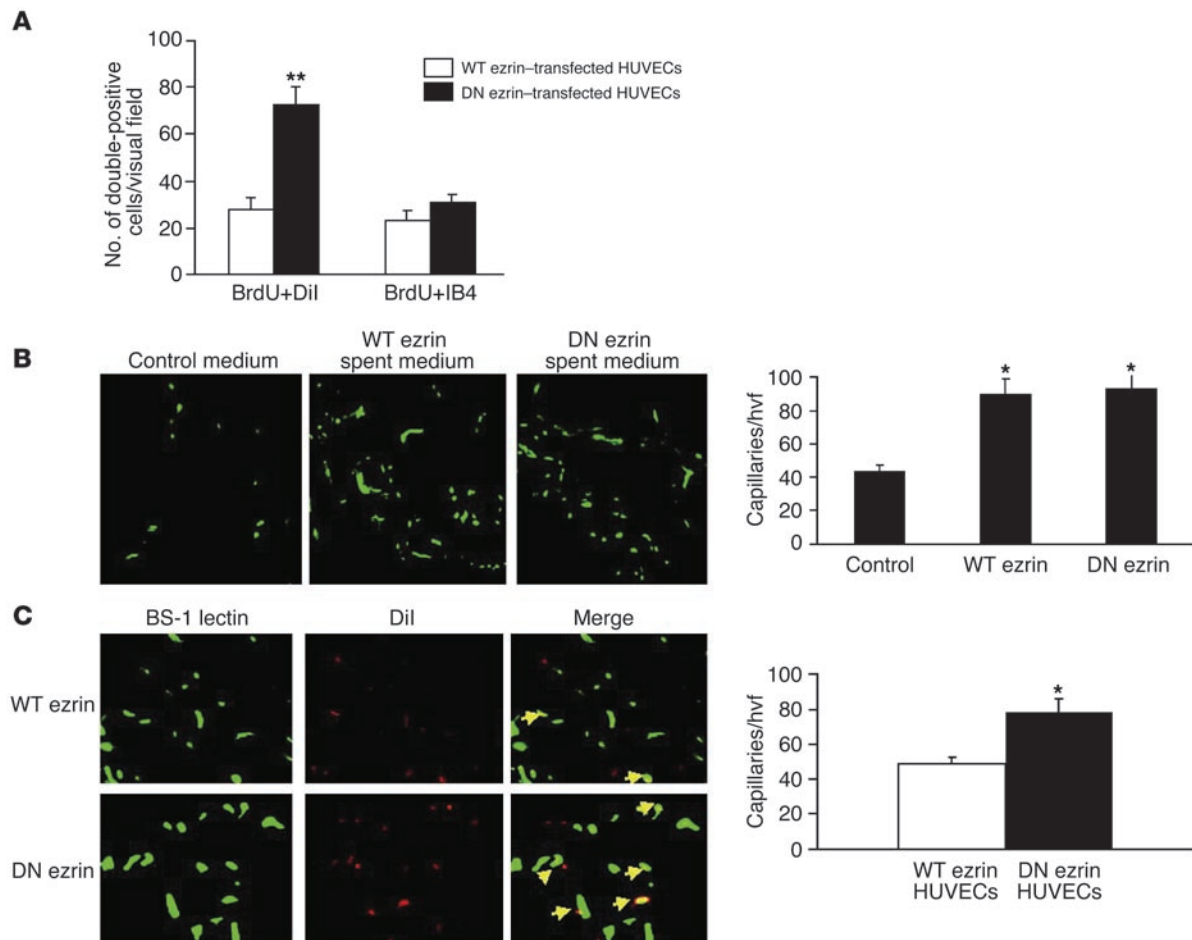 A
No. of double-positive
cells/visual field
100
80
60
40
20
0
**
WT ezrin–transfected HUVECs
DN ezrin–transfected HUVECs
BrdU+DiI
BrdU+IB4
B
Control medium
WT ezrin
spent medium
DN ezrin
spent medium
Capillaries/hvf
100
80
60
40
20
0
*
*
Control
WT ezrin
DN ezrin
C
BS-1 lectin
DiI
Merge
WT ezrin
DN ezrin
Capillaries/hvf
100
80
60
40
20
0
*
WT ezrin
HUVECs
DN ezrin
HUVECs